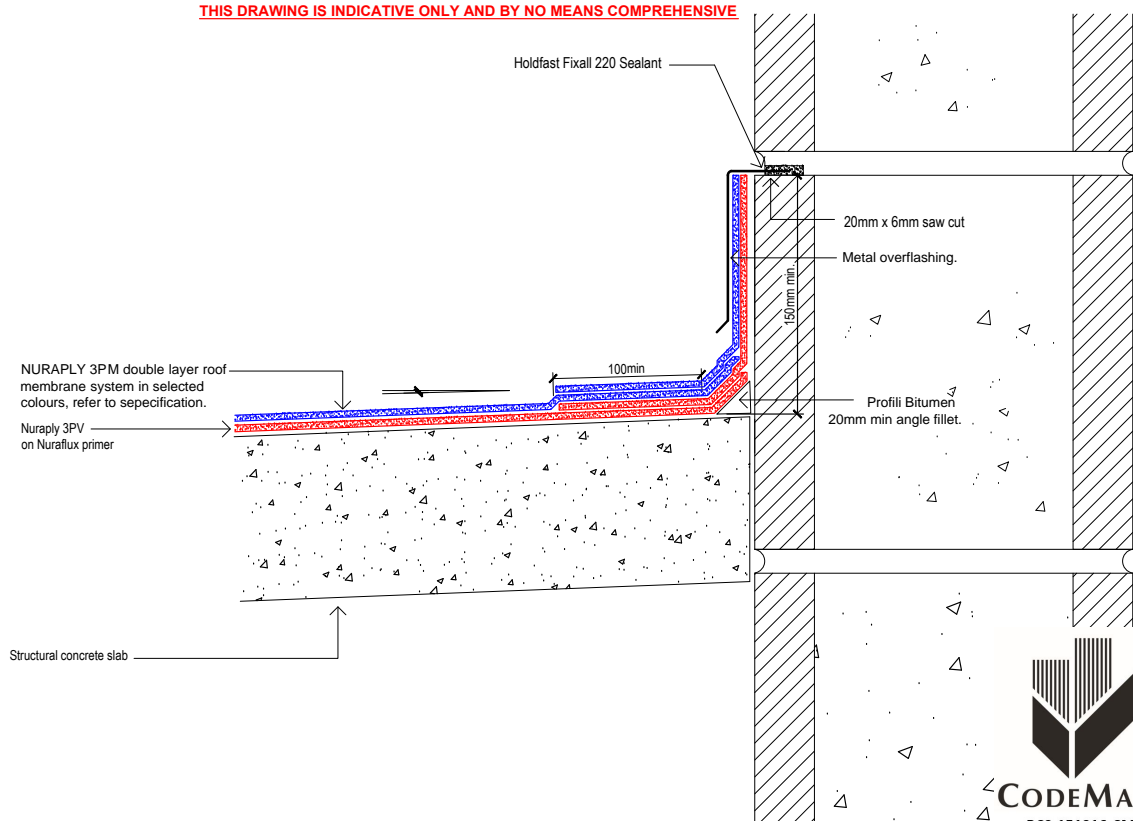 THIS DRAWING IS INDICATIVE ONLY AND BY NO MEANS COMPREHENSIVE
Holdfast Fixall 220 Sealant
20mm x 6mm saw cut
Metal overflashing.
150mm min.
100min
NURAPLY 3PM double layer roof
membrane system in selected
colours, refer to sepecification.
Nuraply 3PV
on Nuraflux primer
Profili Bitumen
20mm min angle fillet.
Structural concrete slab
CODEMA